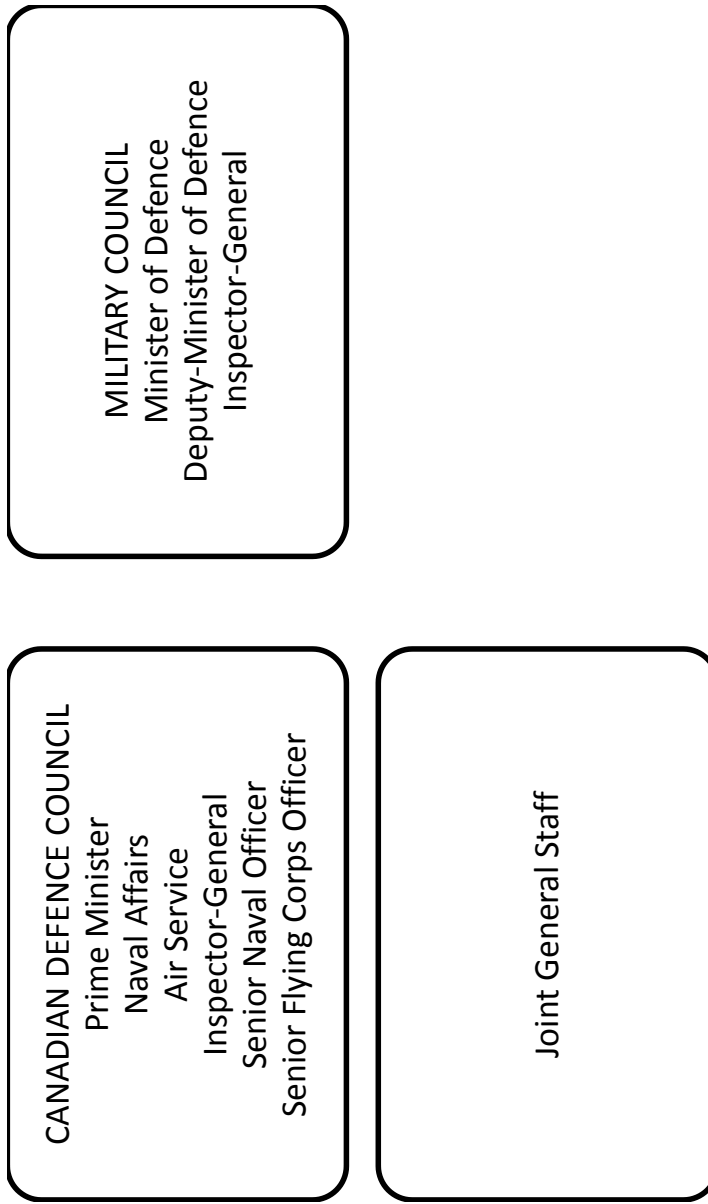 CANADIAN DEFENCE COUNCIL
Prime Minister
Naval Affairs
Air Service
Inspector-General
Senior Naval Officer
Senior Flying Corps Officer
MILITARY COUNCIL
Minister of Defence
Deputy-Minister of Defence
Inspector-General
Joint General Staff